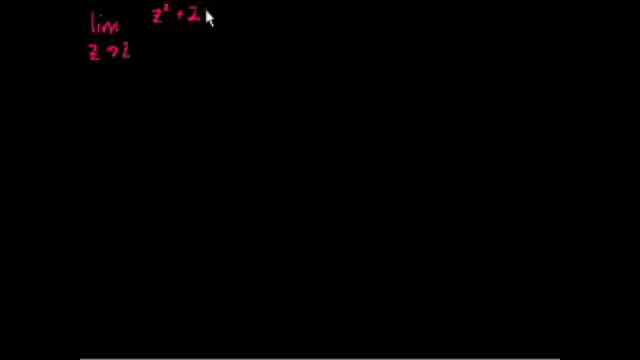 lim z² + 2
z → 2